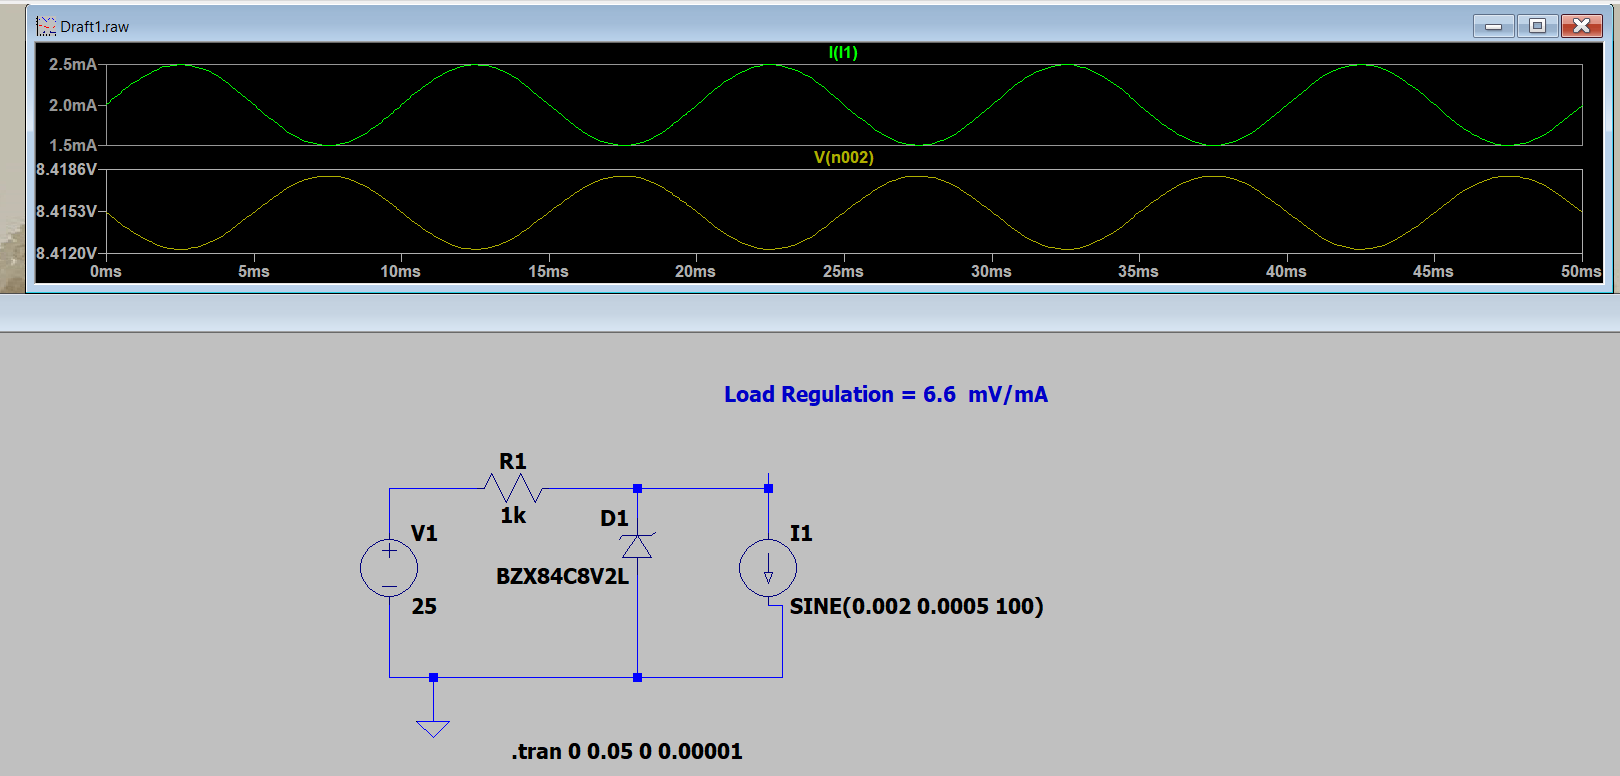 Draft1.raw
I(I1)
2.5mA
2.0mA
1.5mA
V(n002)
8.4186V
8.4153V
8.4120V
0ms 5ms 10ms 15ms 20ms 25ms 30ms 35ms 40ms 45ms 50ms
Load Regulation = 6.6 mV/mA
R1
1k
V1
25
D1
BZX84C8V2L
I1
SINE(0.002 0.0005 100)
.tran 0 0.05 0 0.00001